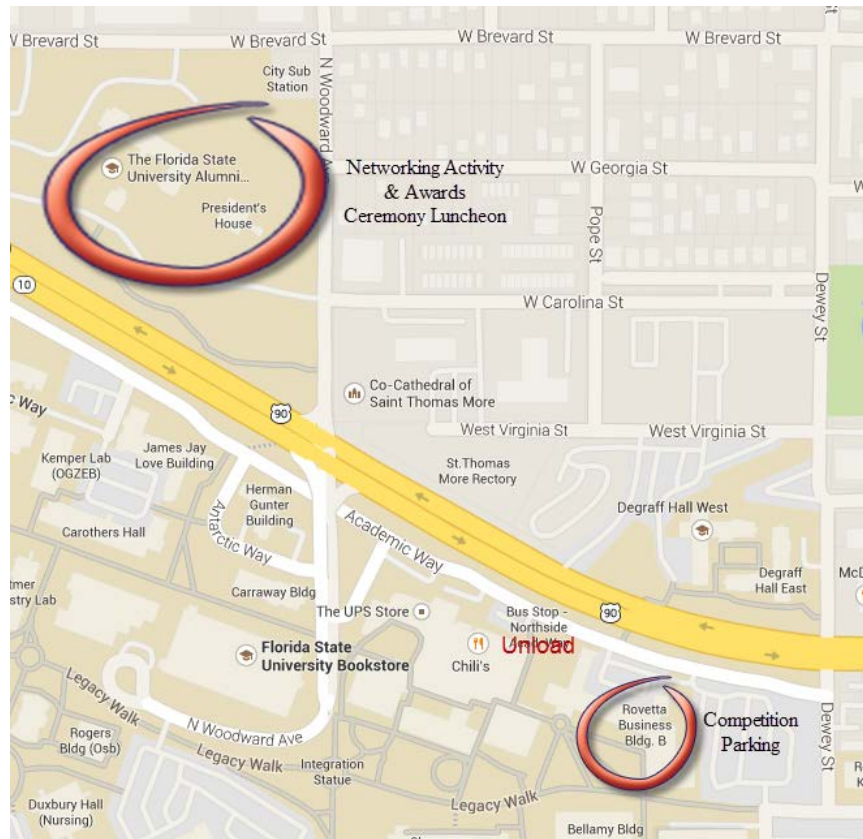 W Brevard St
W Brevard St
W Brevard St
W Brevard St
City Sub
Station
N Woodward Ave
The Florida State
University Alumni...
President's
House
Networking Activity
& Awards
Ceremony Luncheon
W Georgia St
W
Pope St
Dewey St
W Carolina St
10
90
Co-Cathedral of
Saint Thomas More
West Virginia St
West Virginia St
c Way
Kemper Lab
(OGZEB)
James Jay
Love Building
St.Thomas
More Rectory
Herman
Gunter
Building
Degraff Hall West
Carothers Hall
Antarctic Way
Academic Way
Degraff
Hall East
McD
tmer
stry Lab
Carraway Bldg
The UPS Store
Bus Stop -
Northside
90
Unload
Chili's
Florida State
University Bookstore
Legacy Walk
Rovetta
Business
Bldg. B
Competition
Parking
Dewey St
Rogers
Bldg (Osb)
N Woodward Ave
Legacy Walk
Integration
Statue
R
K
Duxbury Hall
(Nursing)
Legacy Walk
Bellamy Bldg